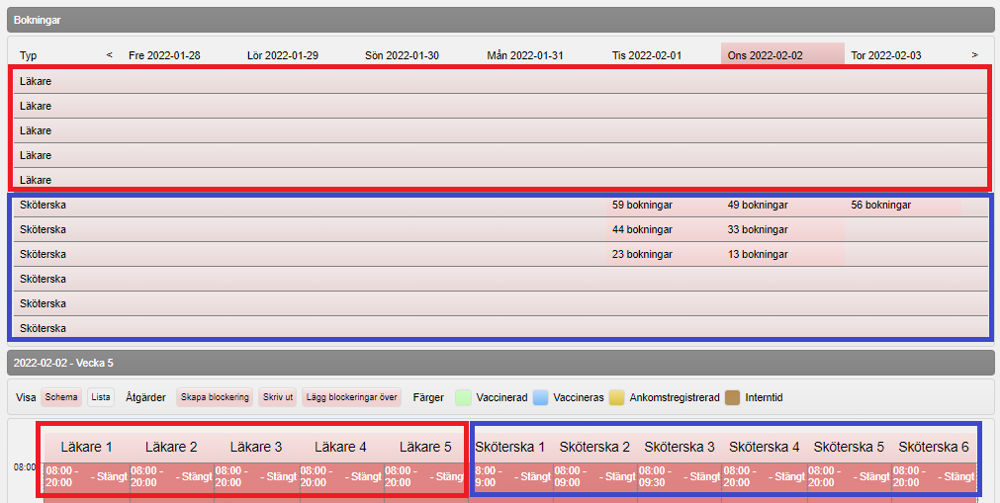 Bokningar
Typ < Fre 2022-01-28 Lör 2022-01-29 Sön 2022-01-30 Mån 2022-01-31 Tis 2022-02-01 Ons 2022-02-02 Tor 2022-02-03 >
Läkare
Läkare
Läkare
Läkare
Läkare
Sköterska 59 bokningar 49 bokningar 56 bokningar
Sköterska 44 bokningar 33 bokningar
Sköterska 23 bokningar 13 bokningar
Sköterska
Sköterska
Sköterska
2022-02-02 - Vecka 5
Visa Schema Lista Åtgärder Skapa blockering Skriv ut Lägg blockeringar över Färger Vaccinerad Vaccineras Ankomstregistrerad Interntid
Läkare 1 Läkare 2 Läkare 3 Läkare 4 Läkare 5 Sköterska 1 Sköterska 2 Sköterska 3 Sköterska 4 Sköterska 5 Sköterska 6
08:00 08:00 - 20:00 - Stängt 08:00 - 20:00 - Stängt 08:00 - 20:00 - Stängt 08:00 - 20:00 - Stängt 08:00 - 20:00 - Stängt 8:00 - 9:00 - Stängt 08:00 - 09:00 - Stängt 08:00 - 09:30 - Stängt 08:00 - 20:00 - Stängt 08:00 - 20:00 - Stängt 08:00 - 20:00 - Stängt